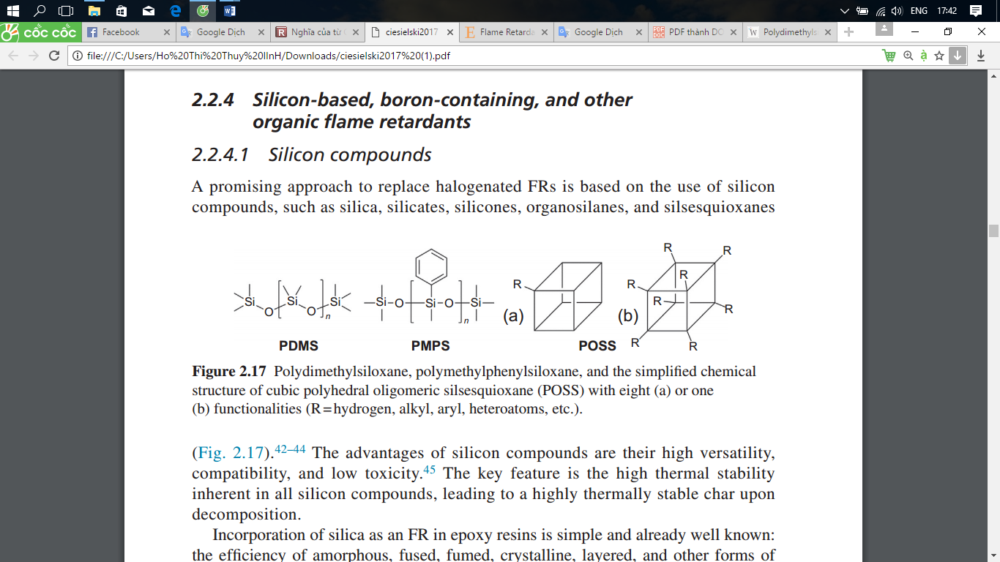 ENG 17:42
cốc cốc Facebook Google Dịch Nghĩa của từ ciesielski2017 Flame Retarda Google Dịch PDF thành DO Polydimethyls
file:///C:/Users/Ho%20Thi%20Thuy%20lInH/Downloads/ciesielski2017%20(1).pdf
2.2.4 Silicon-based, boron-containing, and other
organic flame retardants
2.2.4.1 Silicon compounds
A promising approach to replace halogenated FRs is based on the use of silicon
compounds, such as silica, silicates, silicones, organosilanes, and silsesquioxanes
Si O Si O Si n
Si-O Si-O Si n
R
(a)
R R R R R R R R
(b)
PDMS PMPS POSS
Figure 2.17 Polydimethylsiloxane, polymethylphenylsiloxane, and the simplified chemical
structure of cubic polyhedral oligomeric silsesquioxane (POSS) with eight (a) or one
(b) functionalities (R=hydrogen, alkyl, aryl, heteroatoms, etc.).
(Fig. 2.17).42–44 The advantages of silicon compounds are their high versatility,
compatibility, and low toxicity.45 The key feature is the high thermal stability
inherent in all silicon compounds, leading to a highly thermally stable char upon
decomposition.
Incorporation of silica as an FR in epoxy resins is simple and already well known:
the efficiency of amorphous, fused, fumed, crystalline, layered, and other forms of